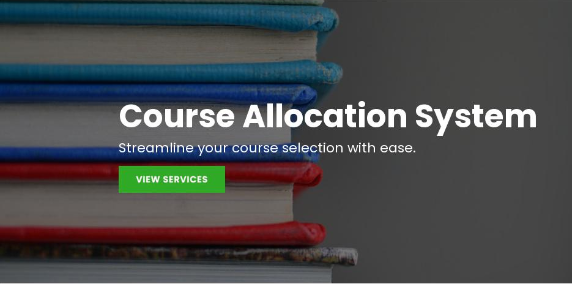 Course Allocation System
Streamline your course selection with ease.
VIEW SERVICES